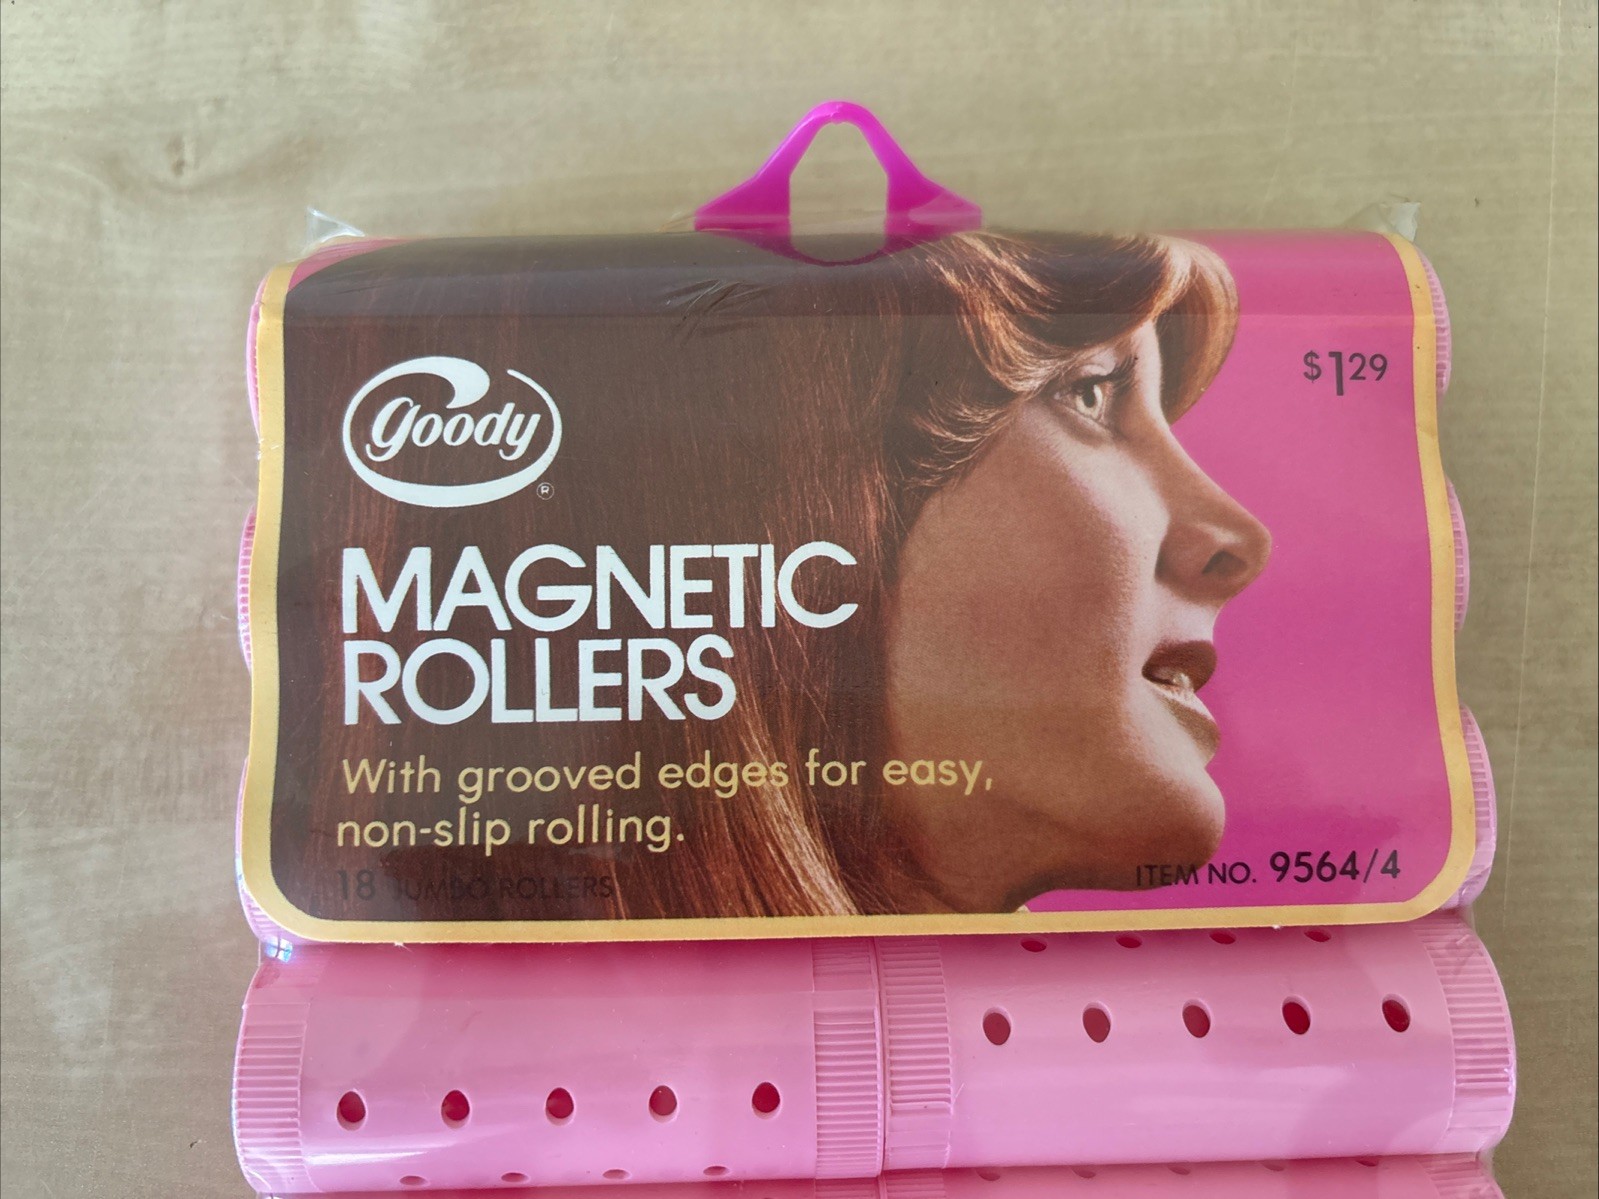 $1 29
goody
®
MAGNETIC
ROLLERS
With grooved edges for easy,
non-slip rolling.
18 JUMBO ROLLERS
ITEM NO. 9564/4